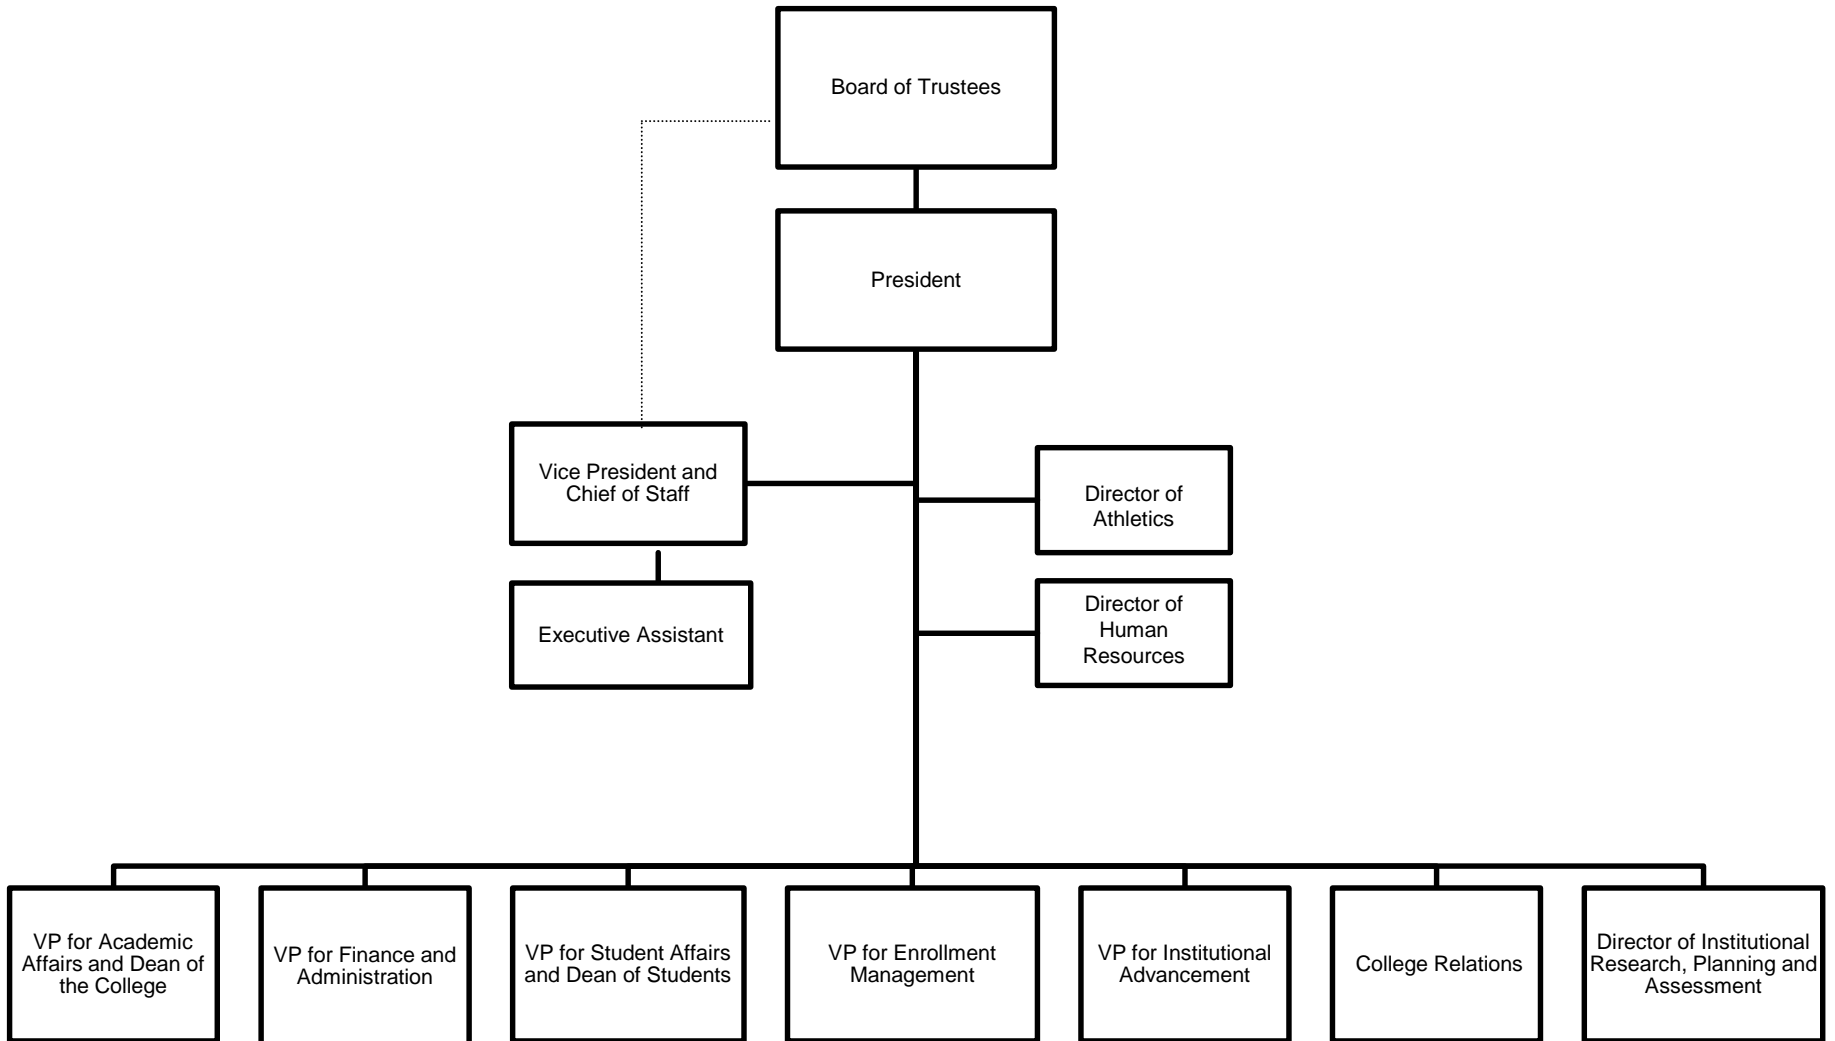 Board of Trustees
President
Vice President and
Chief of Staff
Director of
Athletics
Executive Assistant
Director of
Human
Resources
VP for Academic
Affairs and Dean of
the College
VP for Finance and
Administration
VP for Student Affairs
and Dean of Students
VP for Enrollment
Management
VP for Institutional
Advancement
College Relations
Director of Institutional
Research, Planning and
Assessment